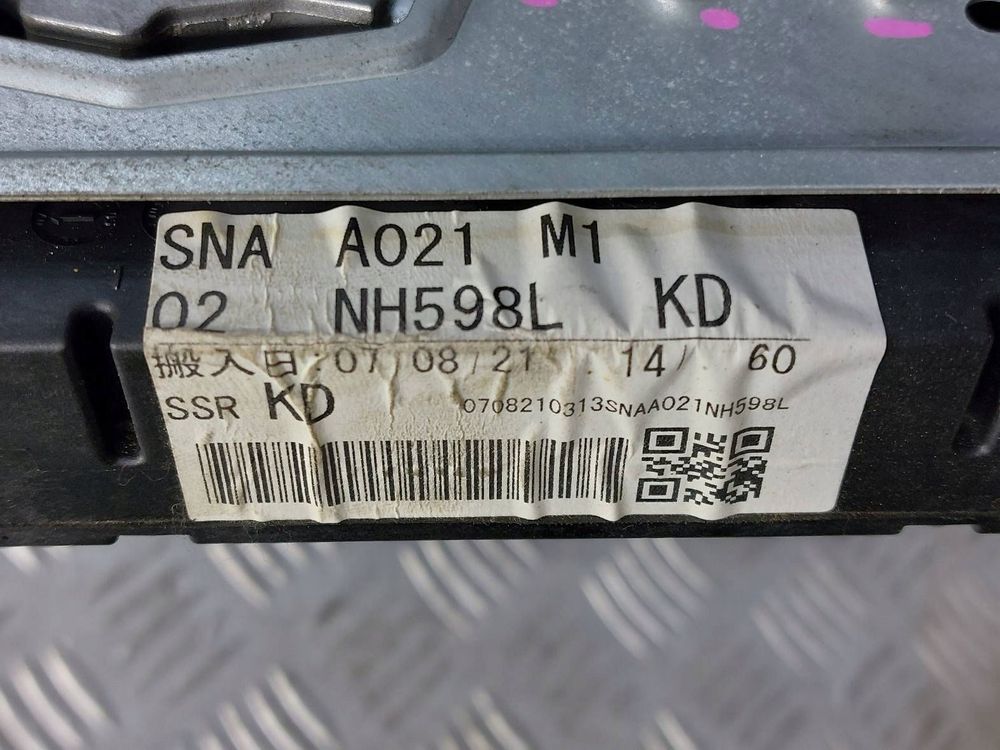 SNA A021 M1
02 NH598L KD
搬入日:07/08/21 . 14/ 60
SSR KD 0708210313SNAA021NH598L